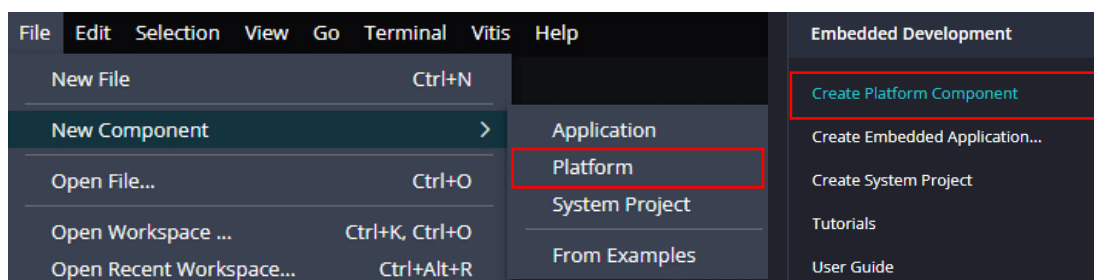 File Edit Selection View Go Terminal Vitis Help
New File Ctrl+N
New Component >
Open File... Ctrl+O
Open Workspace ... Ctrl+K, Ctrl+O
Open Recent Workspace... Ctrl+Alt+R
Application
Platform
System Project
From Examples
Embedded Development
Create Platform Component
Create Embedded Application...
Create System Project
Tutorials
User Guide